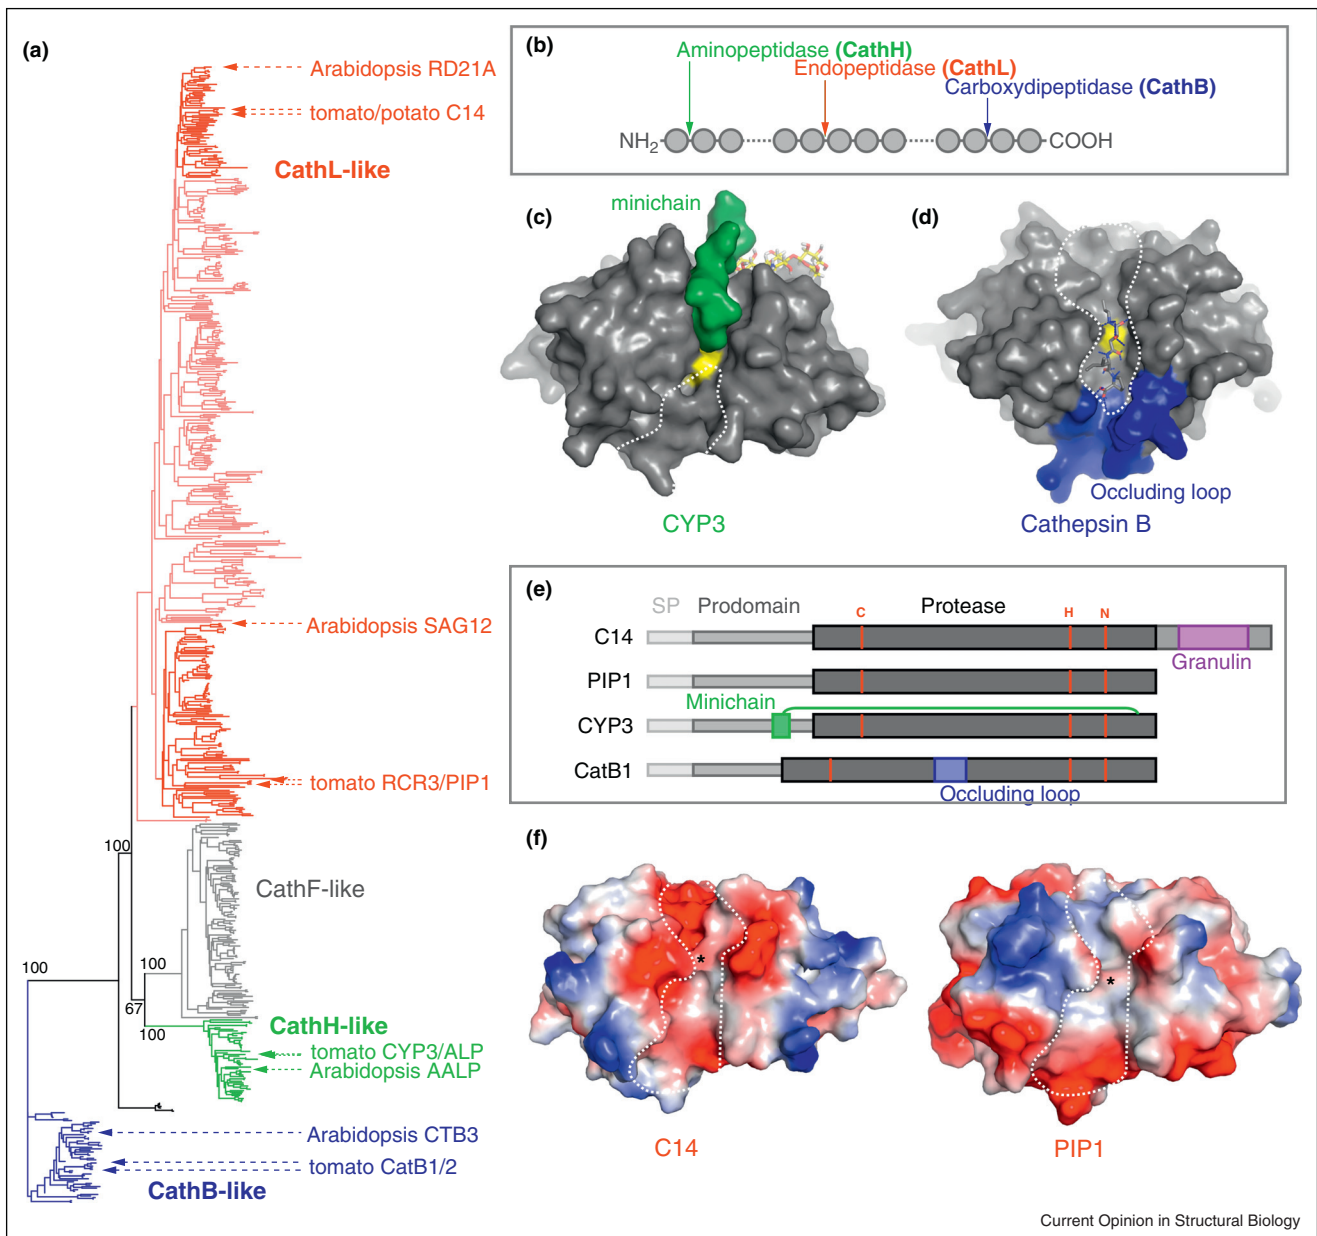 (a)
Arabidopsis RD21A
tomato/potato C14
CathL-like
Arabidopsis SAG12
tomato RCR3/PIP1
100
CathF-like
100
100
67
100
CathH-like
tomato CYP3/ALP
Arabidopsis AALP
Arabidopsis CTB3
tomato CatB1/2
CathB-like
(b)
Aminopeptidase (CathH)
Endopeptidase (CathL)
Carboxydipeptidase (CathB)
NH2 COOH
(c)
minichain
CYP3
(d)
Occluding loop
Cathepsin B
(e)
SP Prodomain Protease
C H N
C14
Granulin
PIP1
Minichain
CYP3
CatB1
Occluding loop
(f)
*
C14
*
PIP1
Current Opinion in Structural Biology